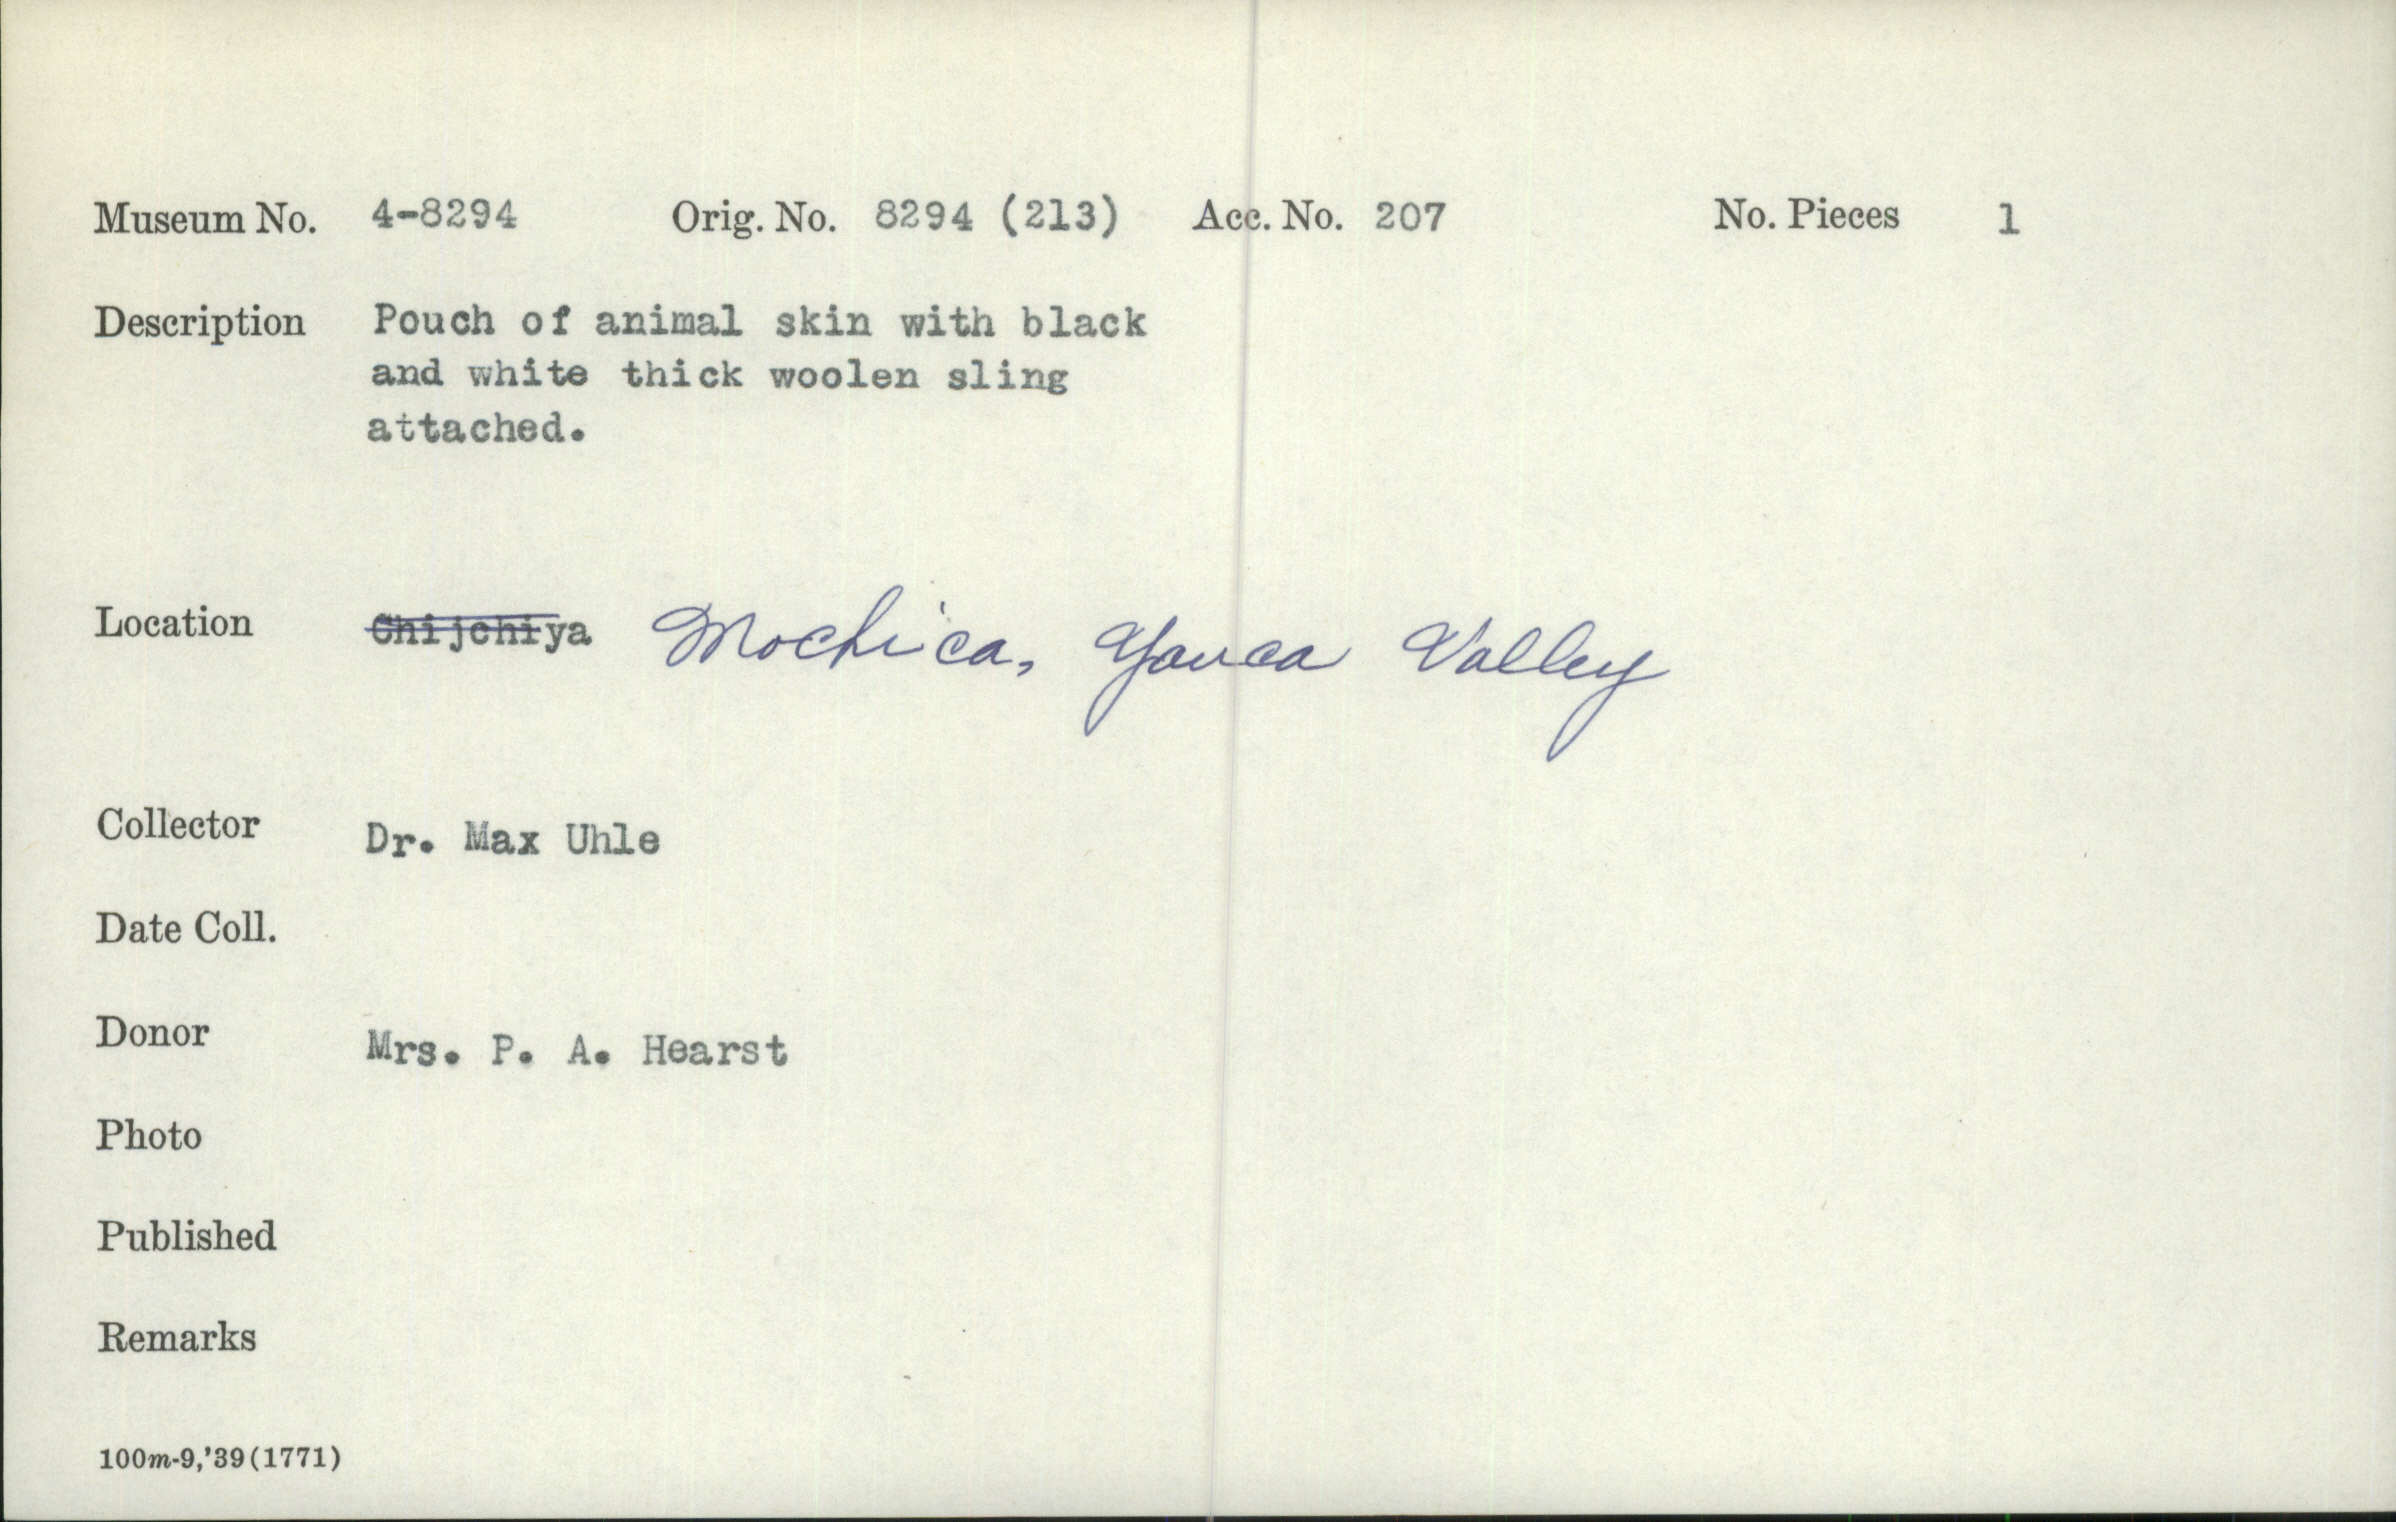 Museum No. 4-8294 Orig. No. 8294 (213) Acc. No. 207 No. Pieces 1
Description Pouch of animal skin with black
and white thick woolen sling
attached.
Location Chijchiya Mochica, Yauca Valley
Collector Dr. Max Uhle
Date Coll.
Donor Mrs. P. A. Hearst
Photo
Published
Remarks
100m-9,'39(1771)